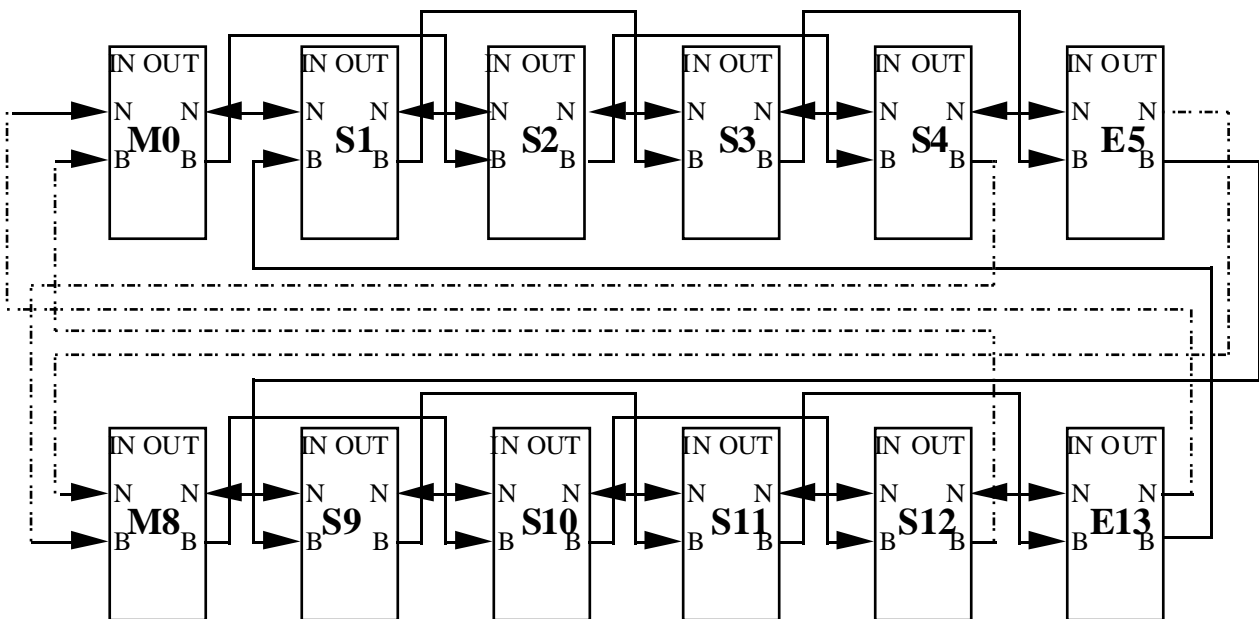 IN OUT IN OUT IN OUT IN OUT IN OUT IN OUT
N N N N N N N N N N N N
M0 S1 S2 S3 S4 E5
B B B B B B B B B B B B
IN OUT IN OUT IN OUT IN OUT IN OUT IN OUT
N N N N N N N N N N N N
M8 S9 S10 S11 S12 E13
B B B B B B B B B B B B